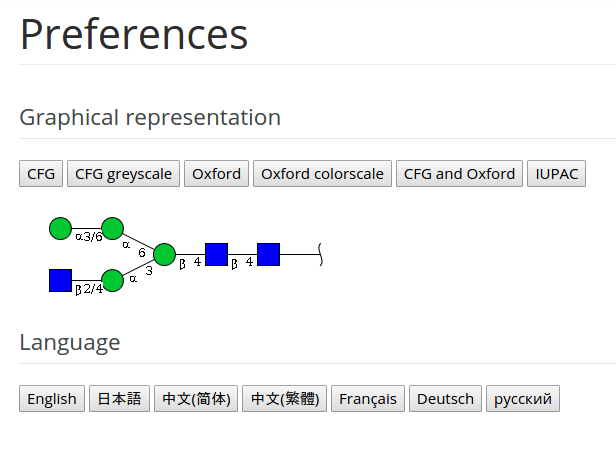 Preferences
Graphical representation
CFG CFG greyscale Oxford Oxford colorscale CFG and Oxford IUPAC
α3/6 α 6
β 4 β 4
β2/4 α 3
Language
English 日本語 中文(简体) 中文(繁體) Français Deutsch русский